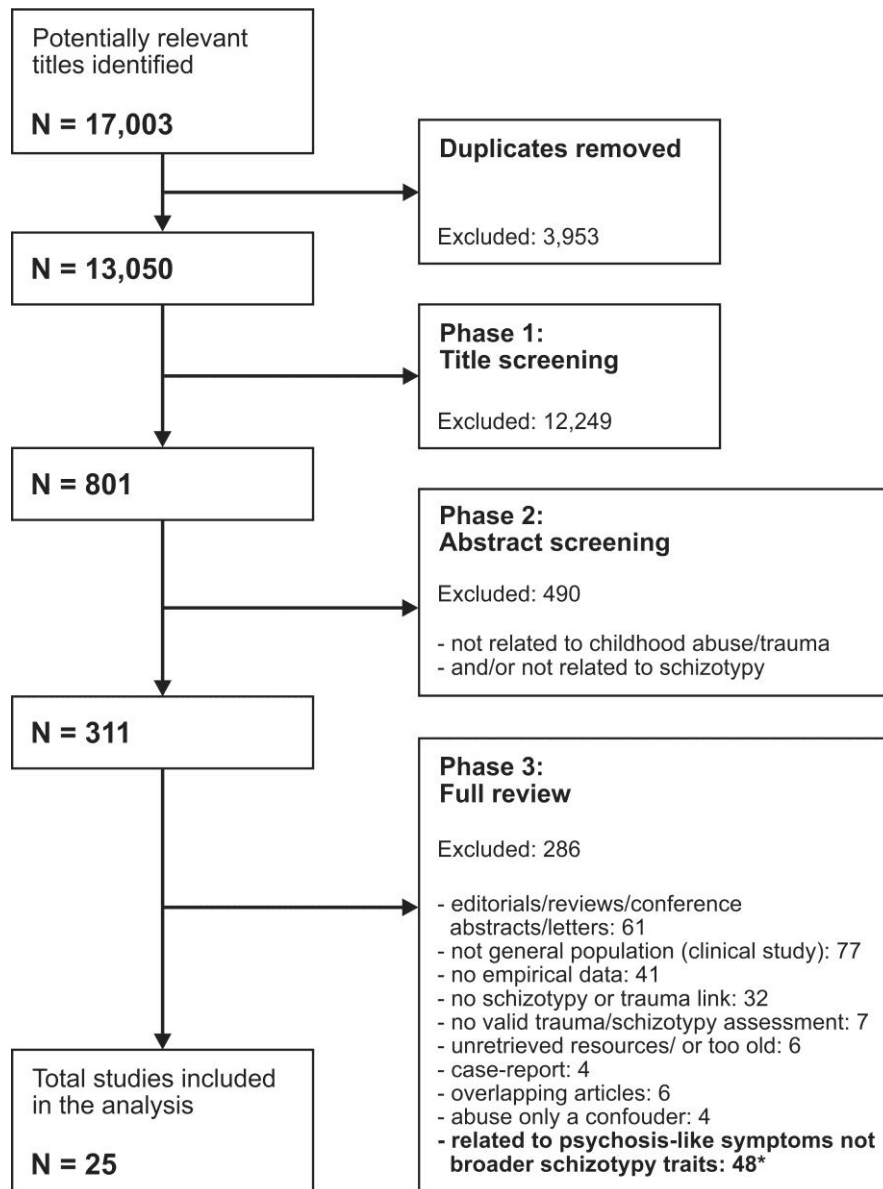 Potentially relevant
titles identified
N = 17,003
Duplicates removed
Excluded: 3,953
N = 13,050
Phase 1:
Title screening
Excluded: 12,249
N = 801
Phase 2:
Abstract screening
Excluded: 490
- not related to childhood abuse/trauma
- and/or not related to schizotypy
N = 311
Phase 3:
Full review
Excluded: 286
- editorials/reviews/conference
abstracts/letters: 61
- not general population (clinical study): 77
- no empirical data: 41
- no schizotypy or trauma link: 32
- no valid trauma/schizotypy assessment: 7
- unretrieved resources/ or too old: 6
- case-report: 4
- overlapping articles: 6
- abuse only a confouder: 4
- related to psychosis-like symptoms not
broader schizotypy traits: 48*
Total studies included
in the analysis
N = 25